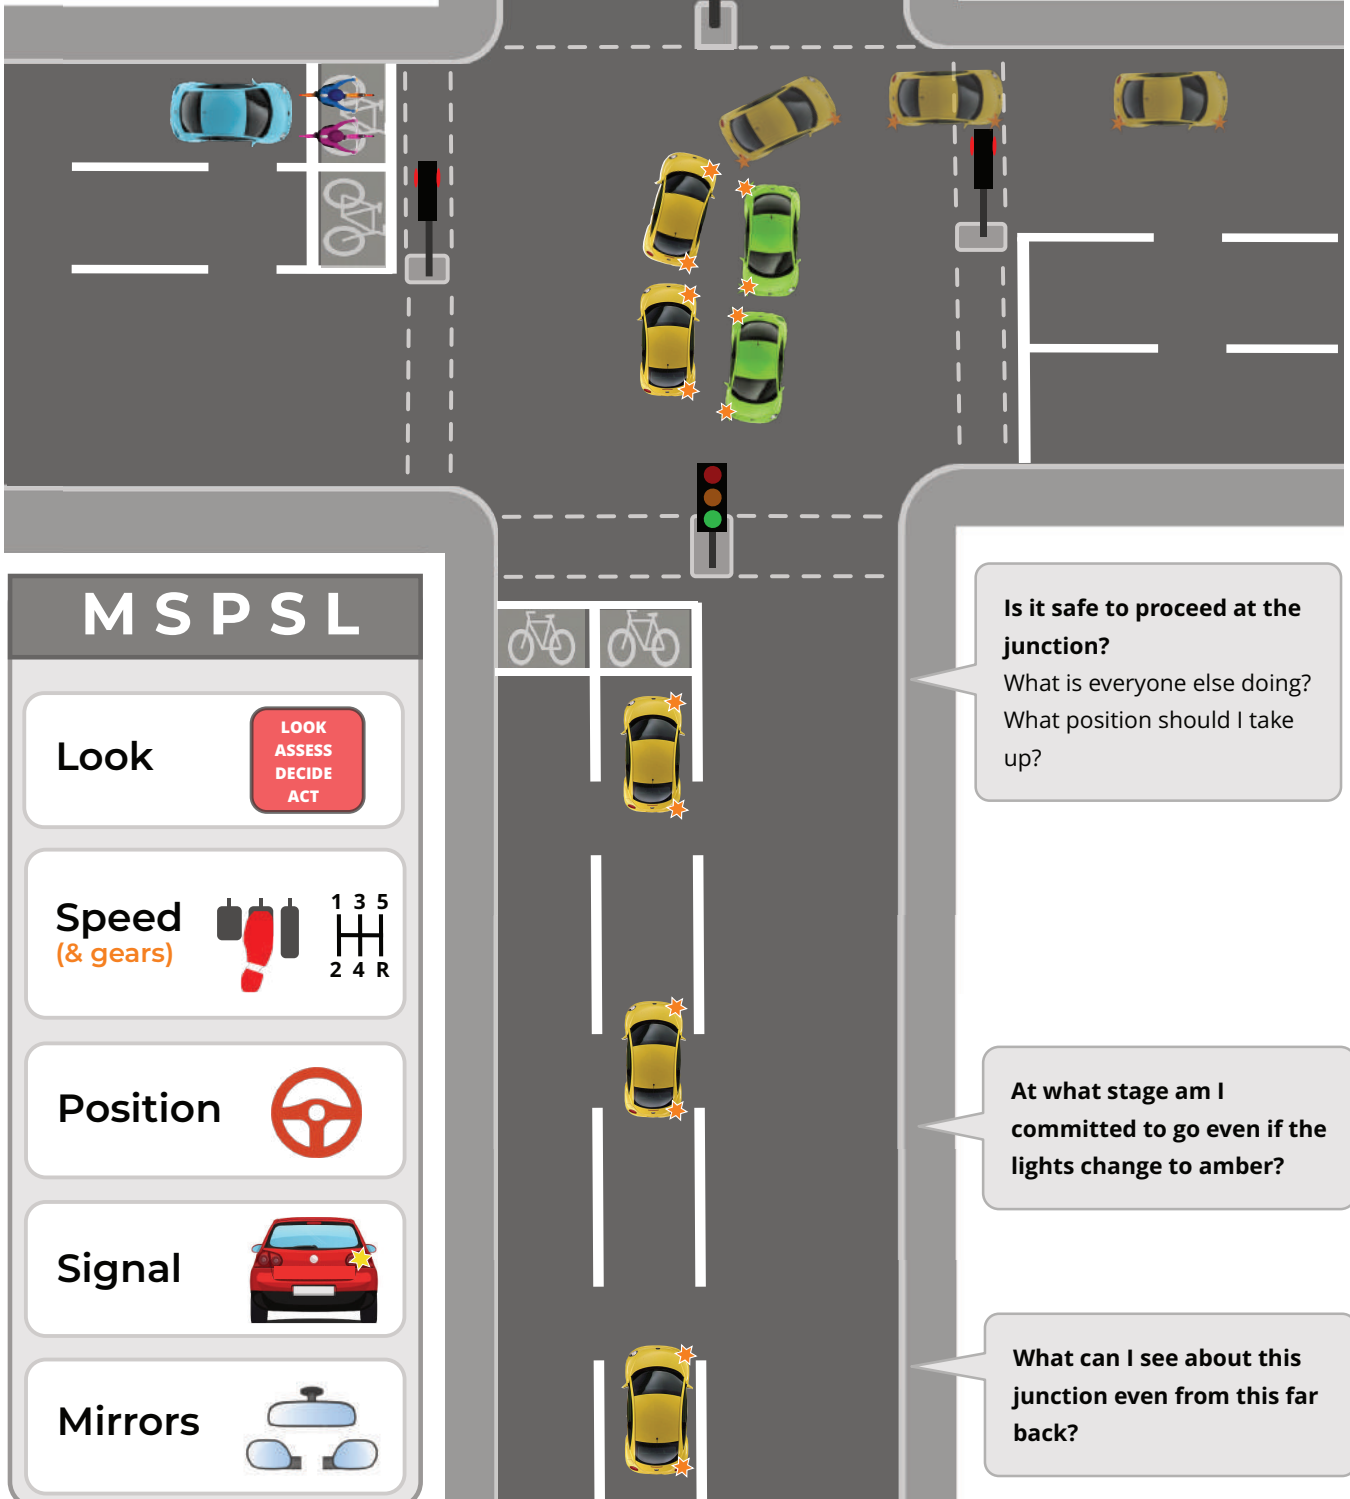 M S P S L
Look
LOOK
ASSESS
DECIDE
ACT
Speed
(& gears)
1 3 5
2 4 R
Position
Signal
Mirrors
Is it safe to proceed at the
junction?
What is everyone else doing?
What position should I take
up?
At what stage am I
committed to go even if the
lights change to amber?
What can I see about this
junction even from this far
back?